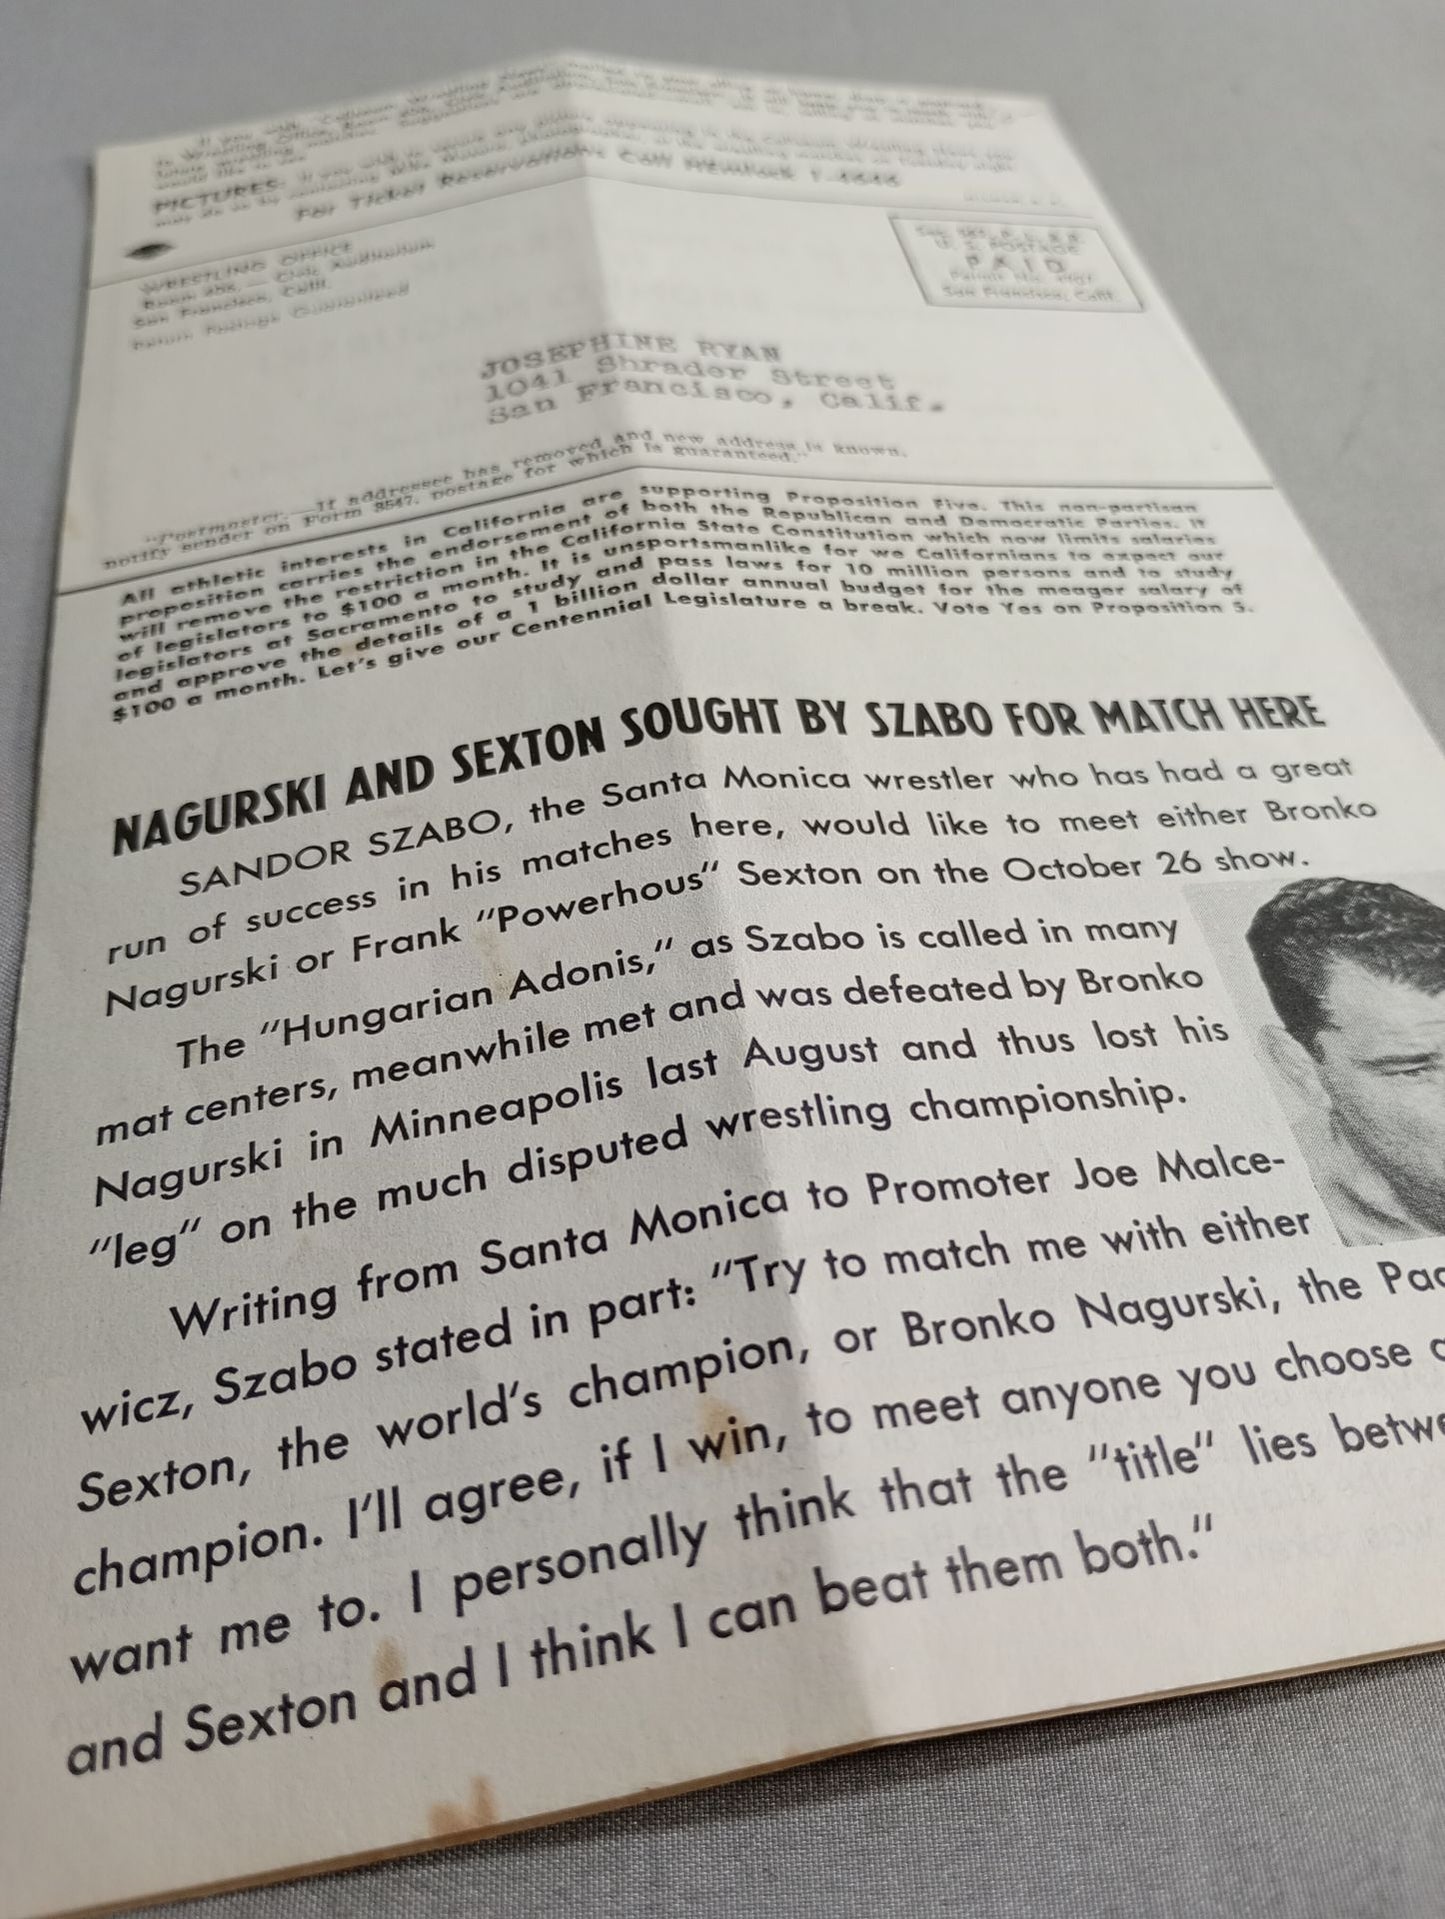 PICTURES:
For Ticket Reservations Call HEmlock 1-4646
WRESTLING OFFICE
Civic Auditorium
San Francisco, Calif.
Return Postage Guaranteed
U. S. POSTAGE
PAID
San Francisco, Calif.
JOSEPHINE RYAN
1041 Shrader Street
San Francisco, Calif.
"Postmaster.—If addressee has removed and new address is known,
notify sender on Form 3547, postage for which is guaranteed."
All athletic interests in California are supporting Proposition Five. This non-partisan
proposition carries the endorsement of both the Republican and Democratic Parties. It
will remove the restriction in the California State Constitution which now limits salaries
of legislators to $100 a month. It is unsportsmanlike for we Californians to expect our
legislators at Sacramento to study and pass laws for 10 million persons and to study
and approve the details of a 1 billion dollar annual budget for the meager salary of
$100 a month. Let's give our Centennial Legislature a break. Vote Yes on Proposition 5.
NAGURSKI AND SEXTON SOUGHT BY SZABO FOR MATCH HERE
SANDOR SZABO, the Santa Monica wrestler who has had a great
run of success in his matches here, would like to meet either Bronko
Nagurski or Frank "Powerhous" Sexton on the October 26 show.
The "Hungarian Adonis," as Szabo is called in many
mat centers, meanwhile met and was defeated by Bronko
Nagurski in Minneapolis last August and thus lost his
"leg" on the much disputed wrestling championship.
Writing from Santa Monica to Promoter Joe Malce-
wicz, Szabo stated in part: "Try to match me with either
Sexton, the world's champion, or Bronko Nagurski, the Pac
champion. I'll agree, if I win, to meet anyone you choose
want me to. I personally think that the "title" lies betwe
and Sexton and I think I can beat them both."